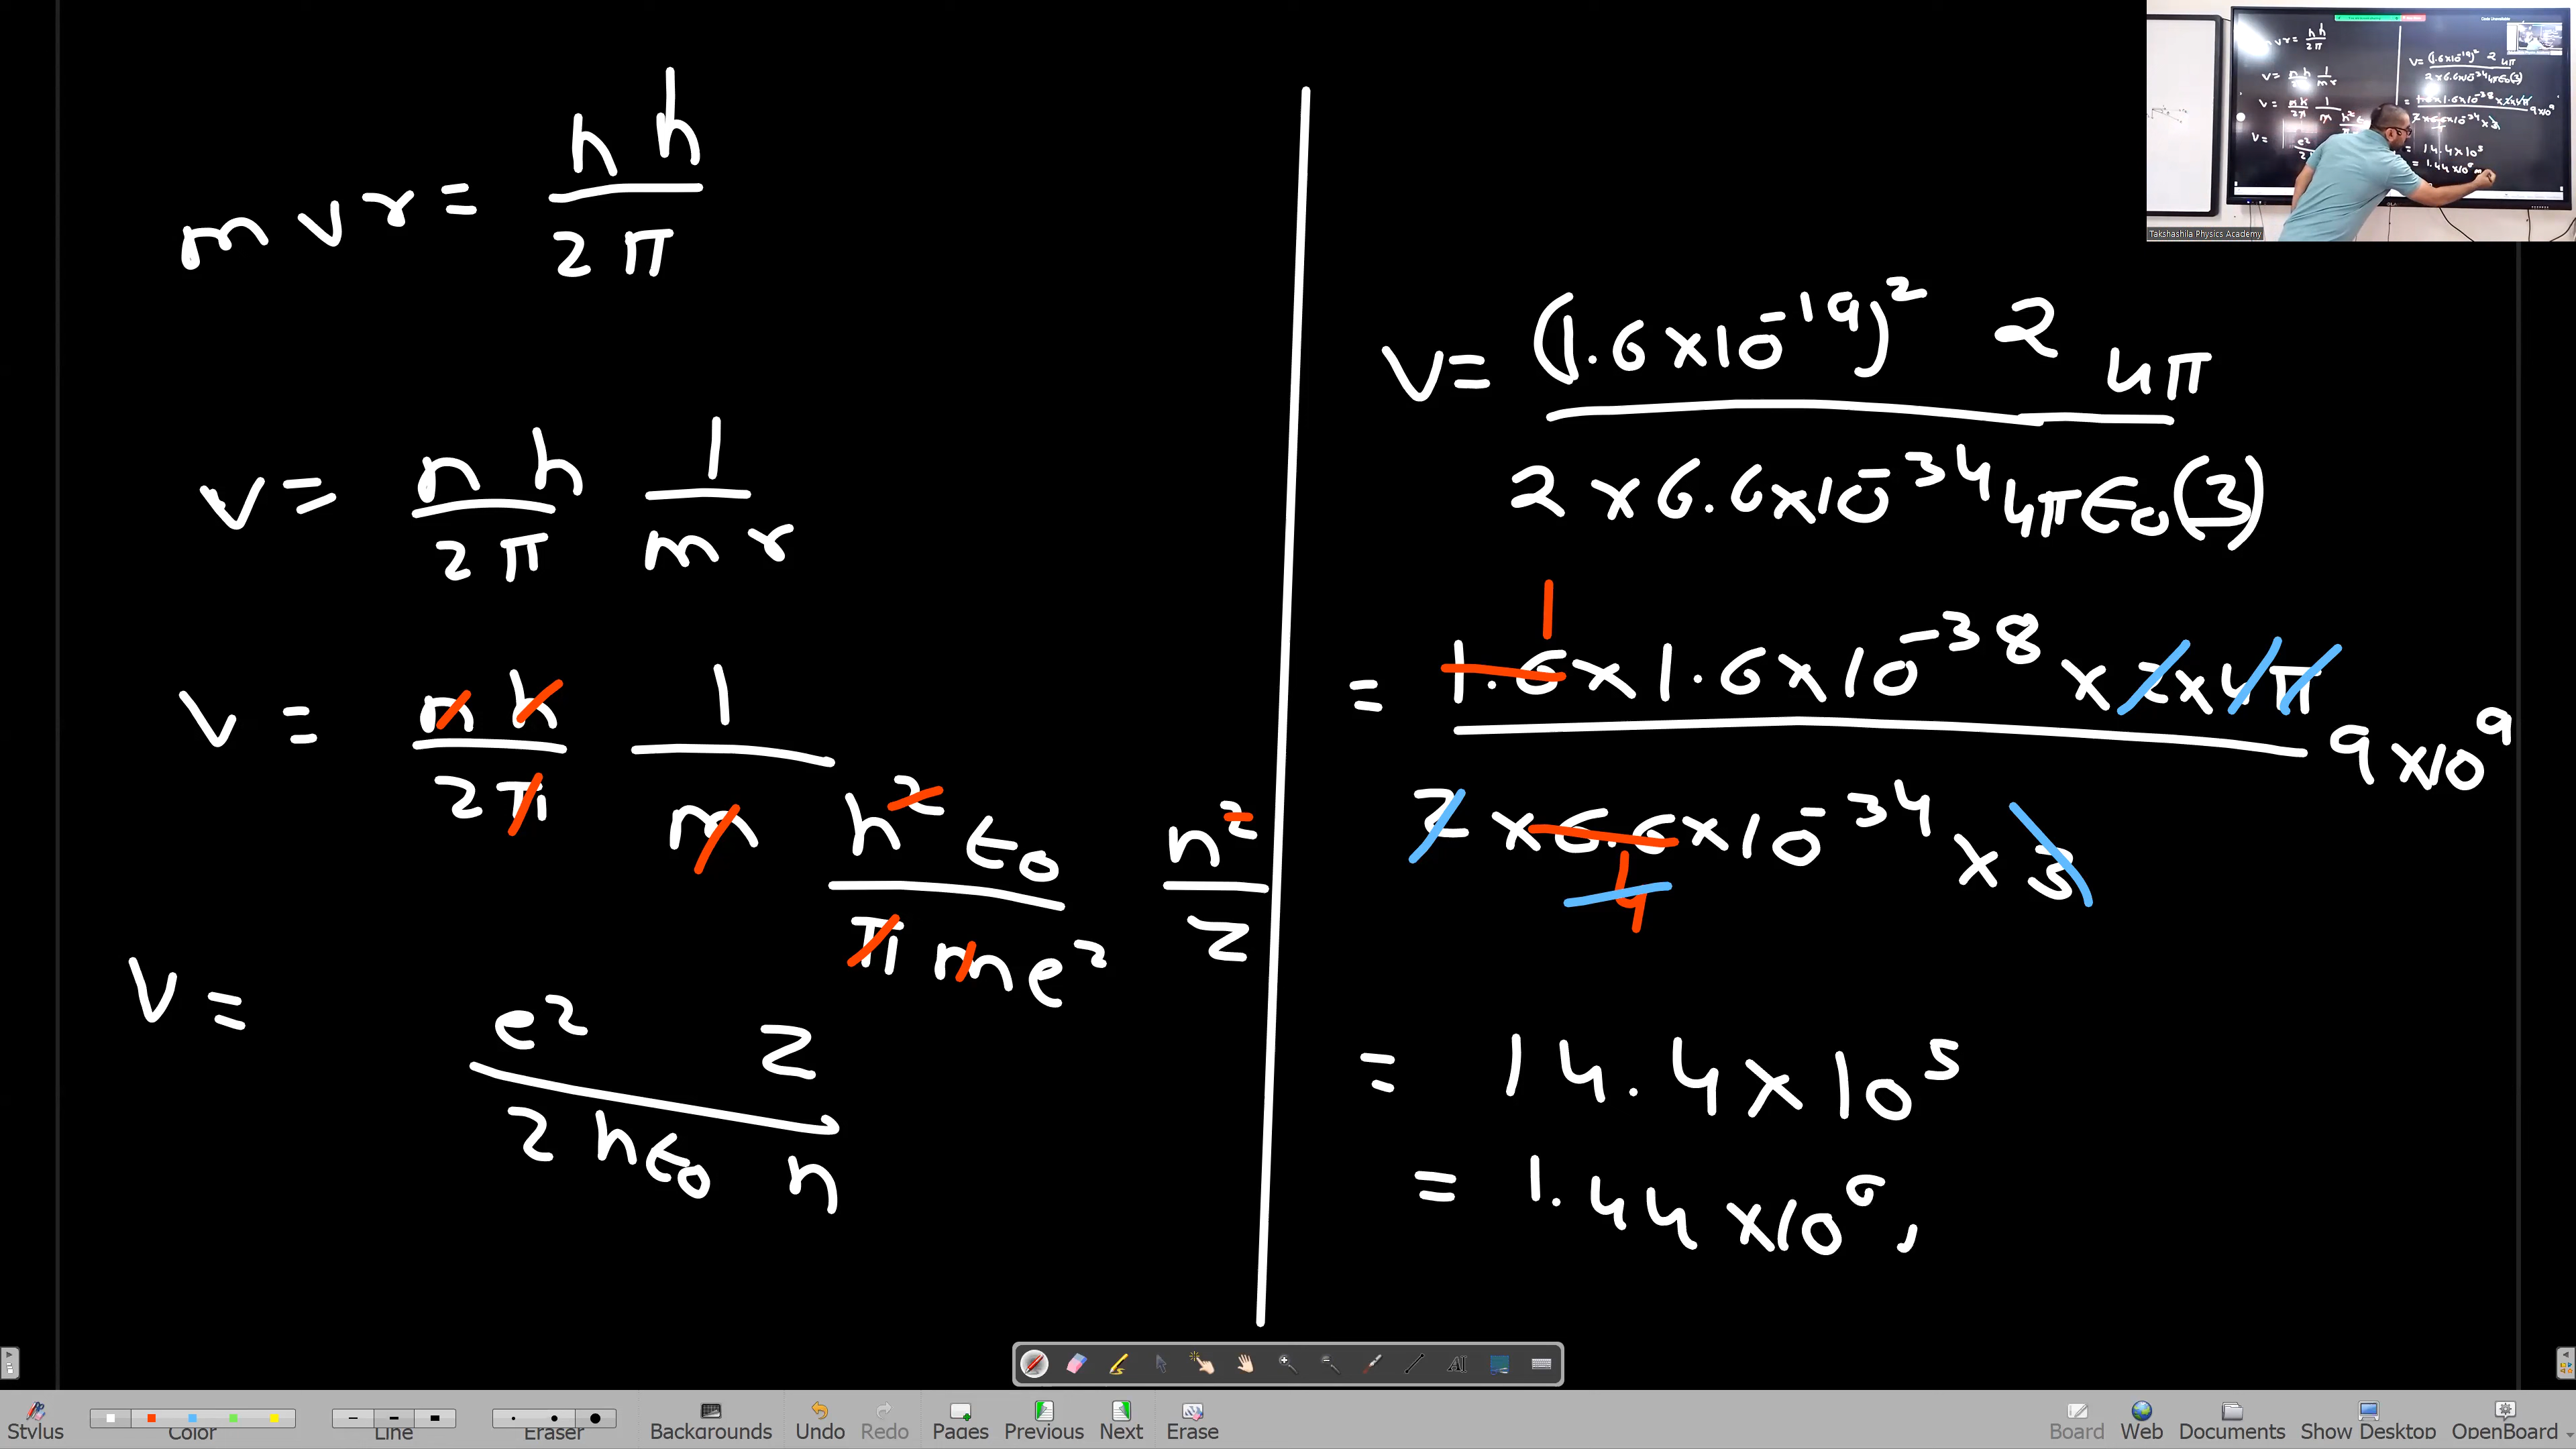 mvr = nh/2π
v = nh/2π 1/mr
v = nh/2π 1/m h²ε₀/πme² n²/Z
v = e² Z/2hε₀ n
V = (1.6×10⁻¹⁹)² 2 4π/2×6.6×10⁻³⁴ 4πε₀(3)
= 1.6×1.6×10⁻³⁸×2×4π/2×6.6×10⁻³⁴×3 9×10⁹
1
4
= 14.4×10⁵
= 1.44×10⁶,
Takshashila Physics Academy
Stylus Color Line Eraser Backgrounds Undo Redo Pages Previous Next Erase Board Web Documents Show Desktop OpenBoard